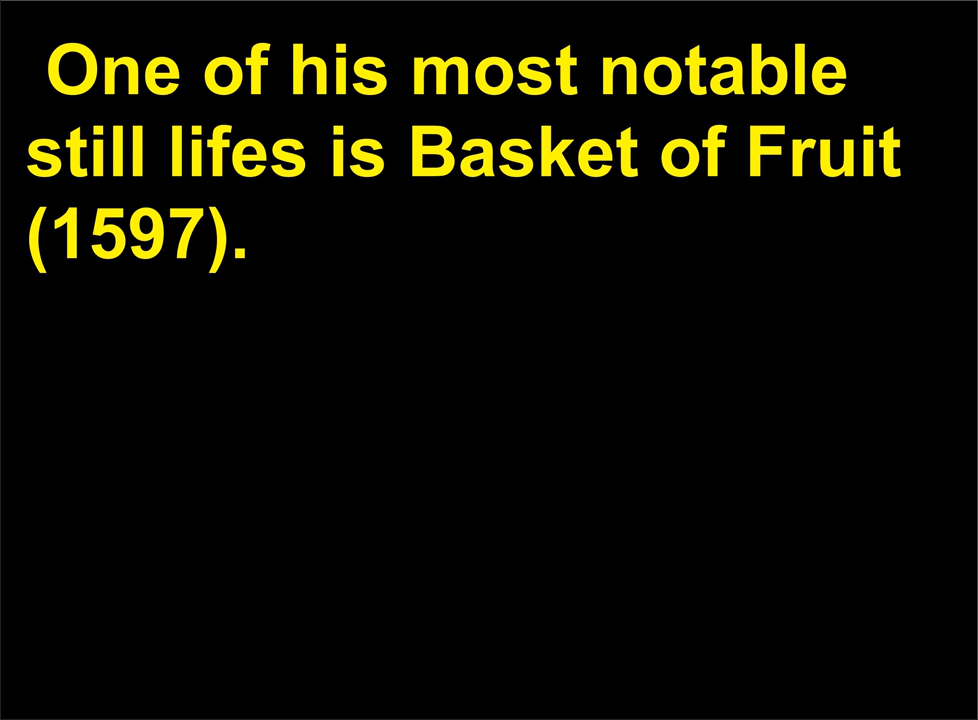 One of his most notable
still lifes is Basket of Fruit
(1597).